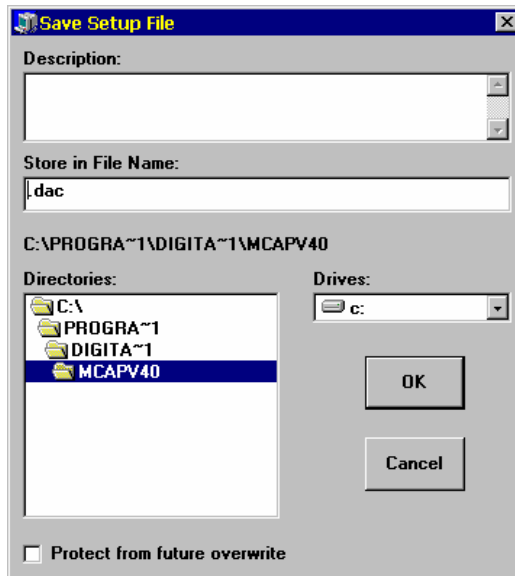 Save Setup File
Description:
Store in File Name:
.dac
C:\PROGRA~1\DIGITA~1\MCAPV40
Directories:
Drives:
C:\
c:
PROGRA~1
DIGITA~1
MCAPV40
OK
Cancel
Protect from future overwrite